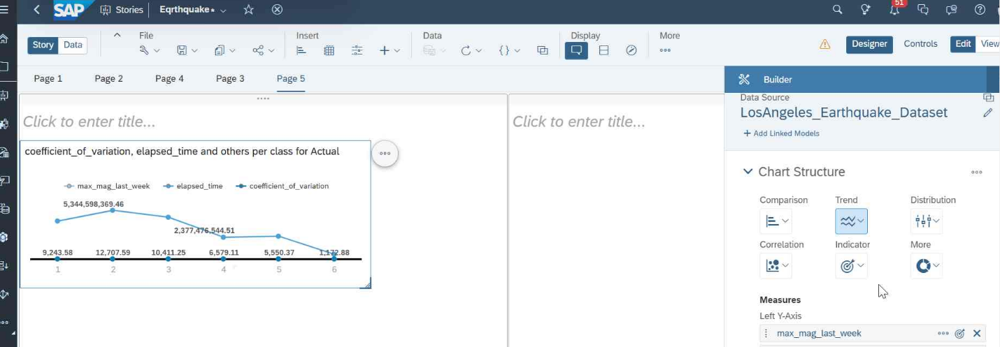 SAP Stories Eqrthquake* 51
File Insert Data Display More
Story Data Designer Controls Edit View
Page 1 Page 2 Page 4 Page 3 Page 5
Builder
Data Source
LosAngeles_Earthquake_Dataset
+ Add Linked Models
Click to enter title... Click to enter title...
coefficient_of_variation, elapsed_time and others per class for Actual
max_mag_last_week elapsed_time coefficient_of_variation
5,344,598,369.46
2,377,476,544.51
9,243.58 12,707.59 10,411.25 6,579.11 5,550.37 1,172.88
1 2 3 4 5 6
Chart Structure
Comparison Trend Distribution
Correlation Indicator More
Measures
Left Y-Axis
max_mag_last_week